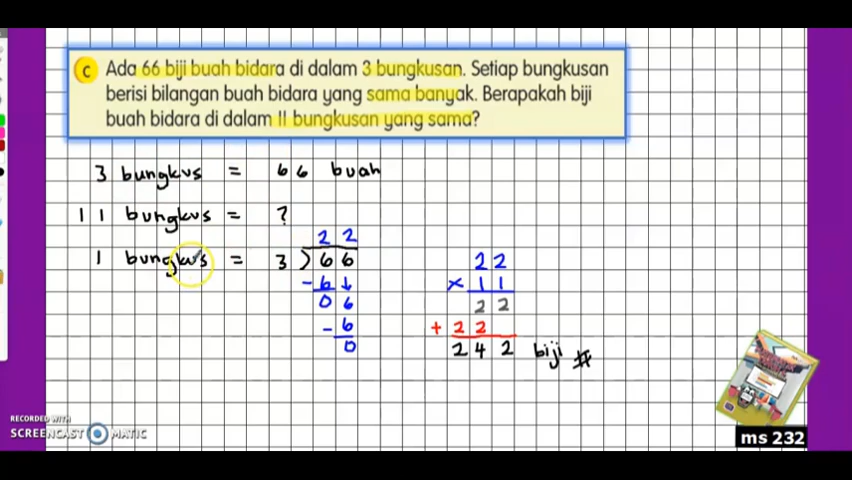 c Ada 66 biji buah bidara di dalam 3 bungkusan. Setiap bungkusan
berisi bilangan buah bidara yang sama banyak. Berapakah biji
buah bidara di dalam 11 bungkusan yang sama?
3 bungkus = 66 buah
11 bungkus = ?
22
1 bungkus = 3 ) 66
- 6 ↓
06
- 6
0
22
x 11
22
+ 22
242 biji #
RECORDED WITH
SCREENCAST MATIC
ms 232